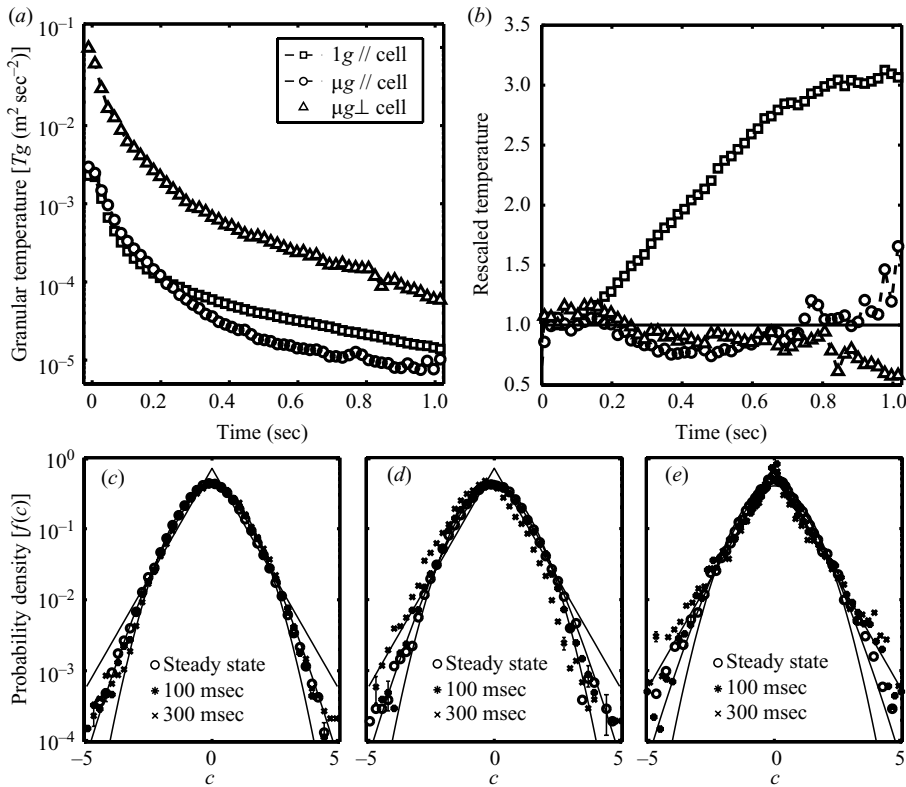 (a)
(b)
10⁻¹
10⁻²
10⁻³
10⁻⁴
10⁻⁵
Granular temperature [Tg (m² sec⁻²)]
1g // cell
μg // cell
μg⊥ cell
0 0.2 0.4 0.6 0.8 1.0
Time (sec)
3.5
3.0
2.5
2.0
1.5
1.0
0.5
Rescaled temperature
0 0.2 0.4 0.6 0.8 1.0
Time (sec)
10⁰
10⁻¹
10⁻²
10⁻³
10⁻⁴
Probability density [f(c)]
(c)
Steady state
100 msec
300 msec
−5 0 5
c
(d)
Steady state
100 msec
300 msec
−5 0 5
c
(e)
Steady state
100 msec
300 msec
−5 0 5
c